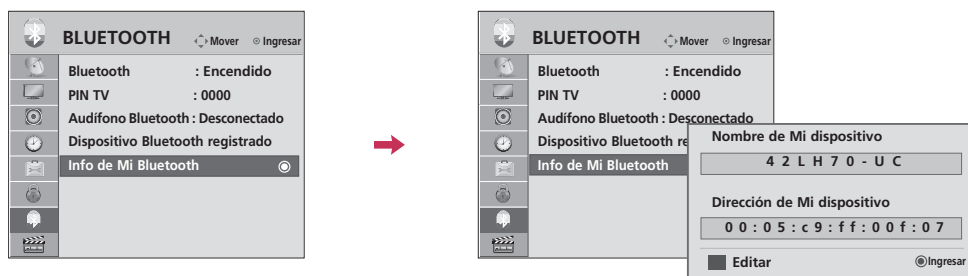 BLUETOOTH Mover Ingresar
Bluetooth : Encendido
PIN TV : 0000
Audífono Bluetooth : Desconectado
Dispositivo Bluetooth registrado
Info de Mi Bluetooth
BLUETOOTH Mover Ingresar
Bluetooth : Encendido
PIN TV : 0000
Audífono Bluetooth : Desconectado
Dispositivo Bluetooth re
Info de Mi Bluetooth
Nombre de Mi dispositivo
42LH70-UC
Dirección de Mi dispositivo
00:05:c9:ff:00f:07
Editar Ingresar